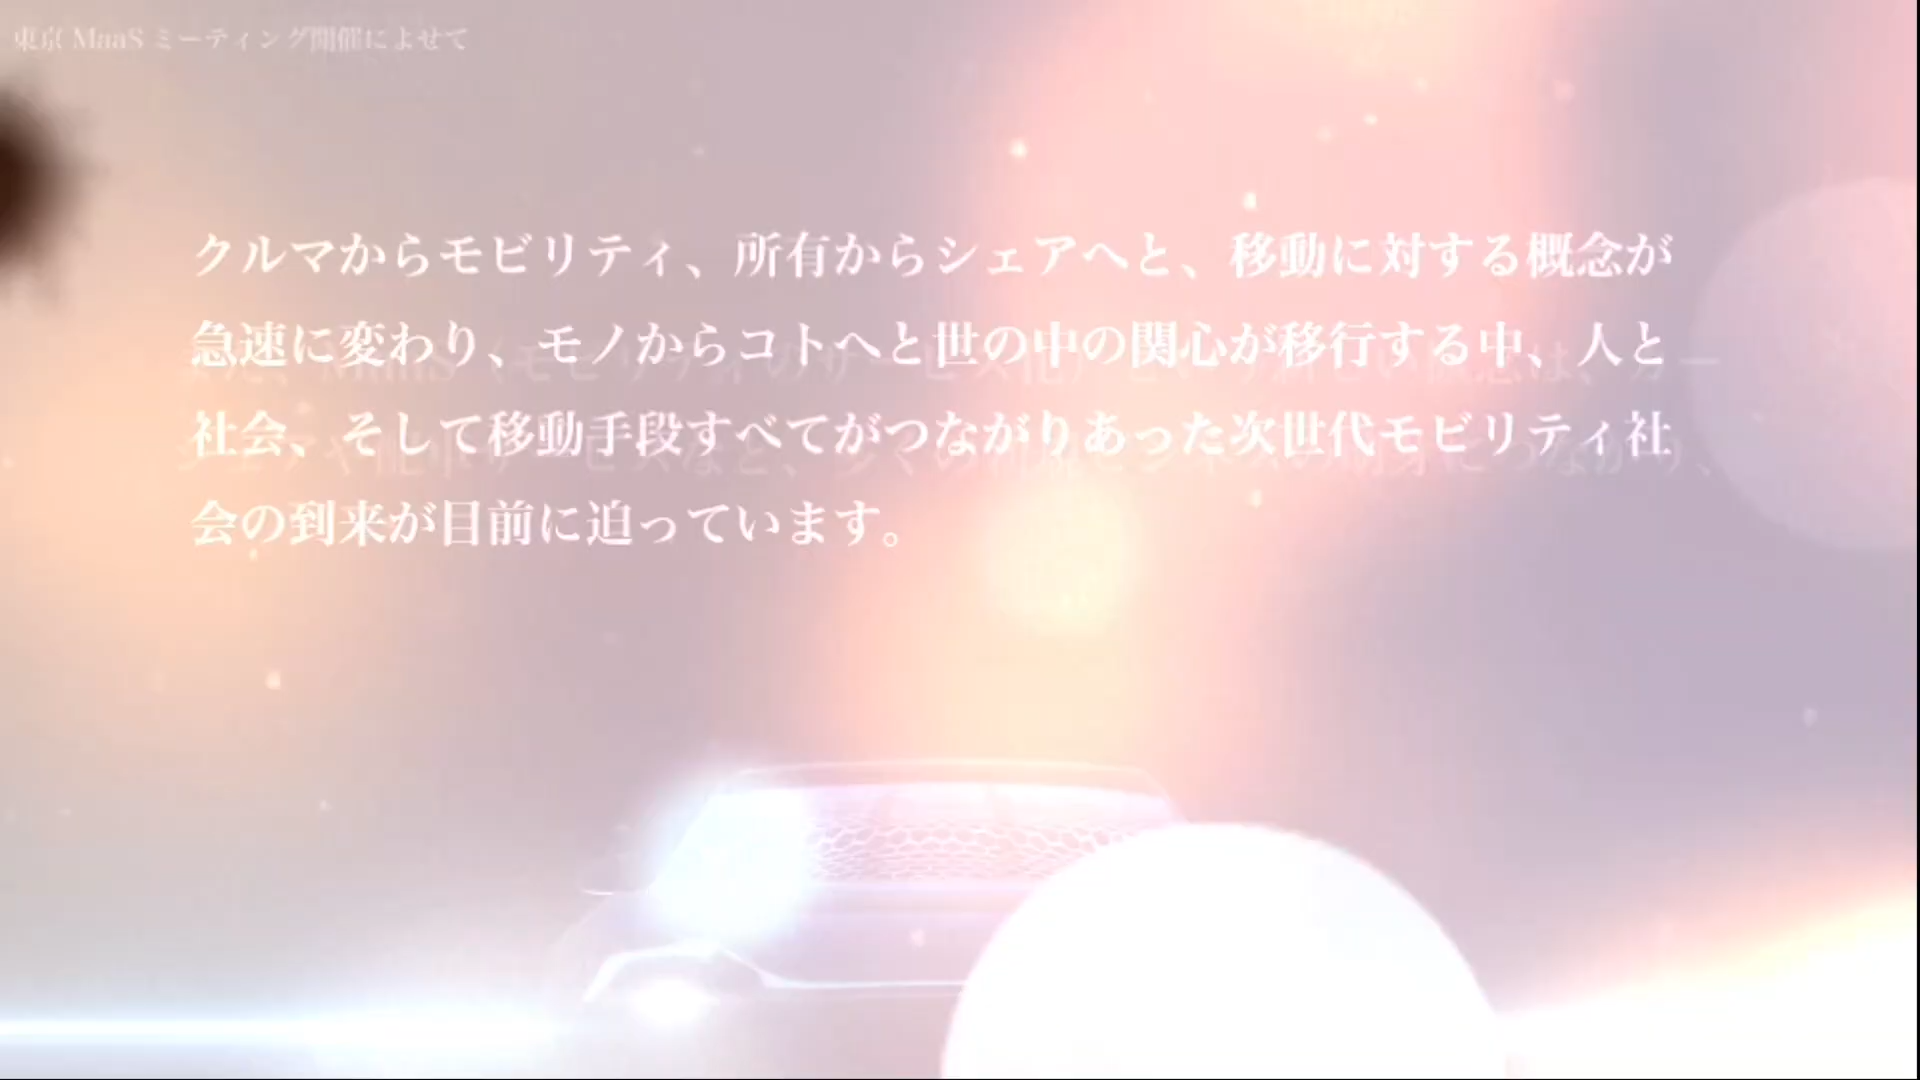 東京 MaaS ミーティング開催によせて
クルマからモビリティ、所有からシェアへと、移動に対する概念が
急速に変わり、モノからコトへと世の中の関心が移行する中、人と
社会、そして移動手段すべてがつながりあった次世代モビリティ社
会の到来が目前に迫っています。